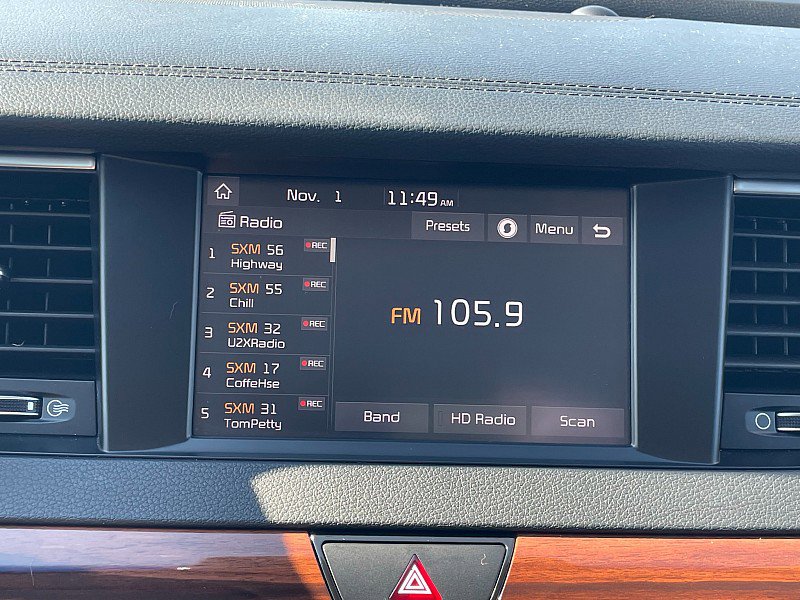 Nov. 1 11:49 AM
Radio Presets Menu
1 SXM 56 REC
Highway
2 SXM 55 REC
Chill
3 SXM 32 REC
U2XRadio
4 SXM 17 REC
CoffeHse
5 SXM 31 REC
TomPetty
FM 105.9
Band HD Radio Scan